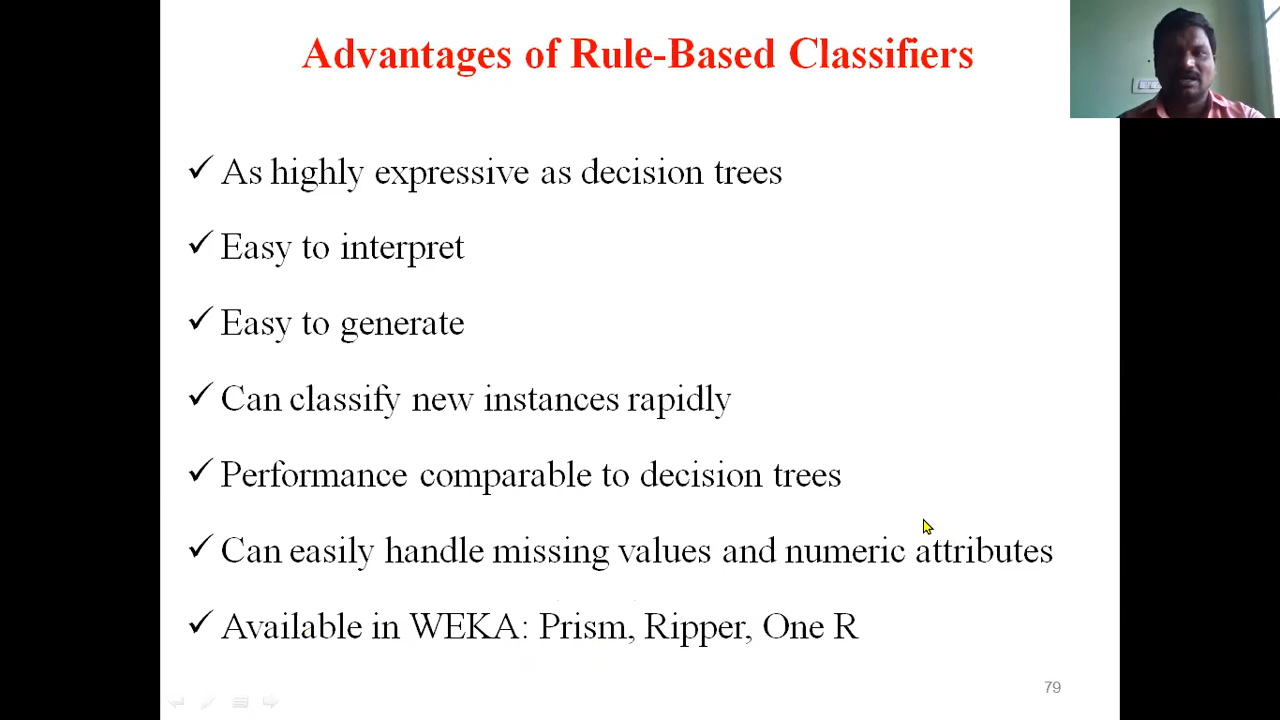 Advantages of Rule-Based Classifiers
✓ As highly expressive as decision trees
✓ Easy to interpret
✓ Easy to generate
✓ Can classify new instances rapidly
✓ Performance comparable to decision trees
✓ Can easily handle missing values and numeric attributes
✓ Available in WEKA: Prism, Ripper, One R
79